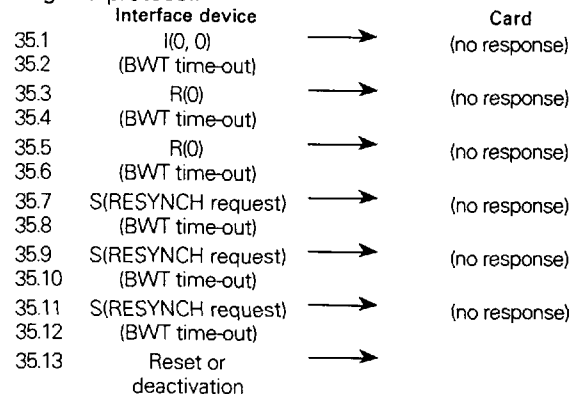 Interface device Card
35.1 I(0, 0) (no response)
35.2 (BWT time-out)
35.3 R(0) (no response)
35.4 (BWT time-out)
35.5 R(0) (no response)
35.6 (BWT time-out)
35.7 S(RESYNCH request) (no response)
35.8 (BWT time-out)
35.9 S(RESYNCH request) (no response)
35.10 (BWT time-out)
35.11 S(RESYNCH request) (no response)
35.12 (BWT time-out)
35.13 Reset or
deactivation